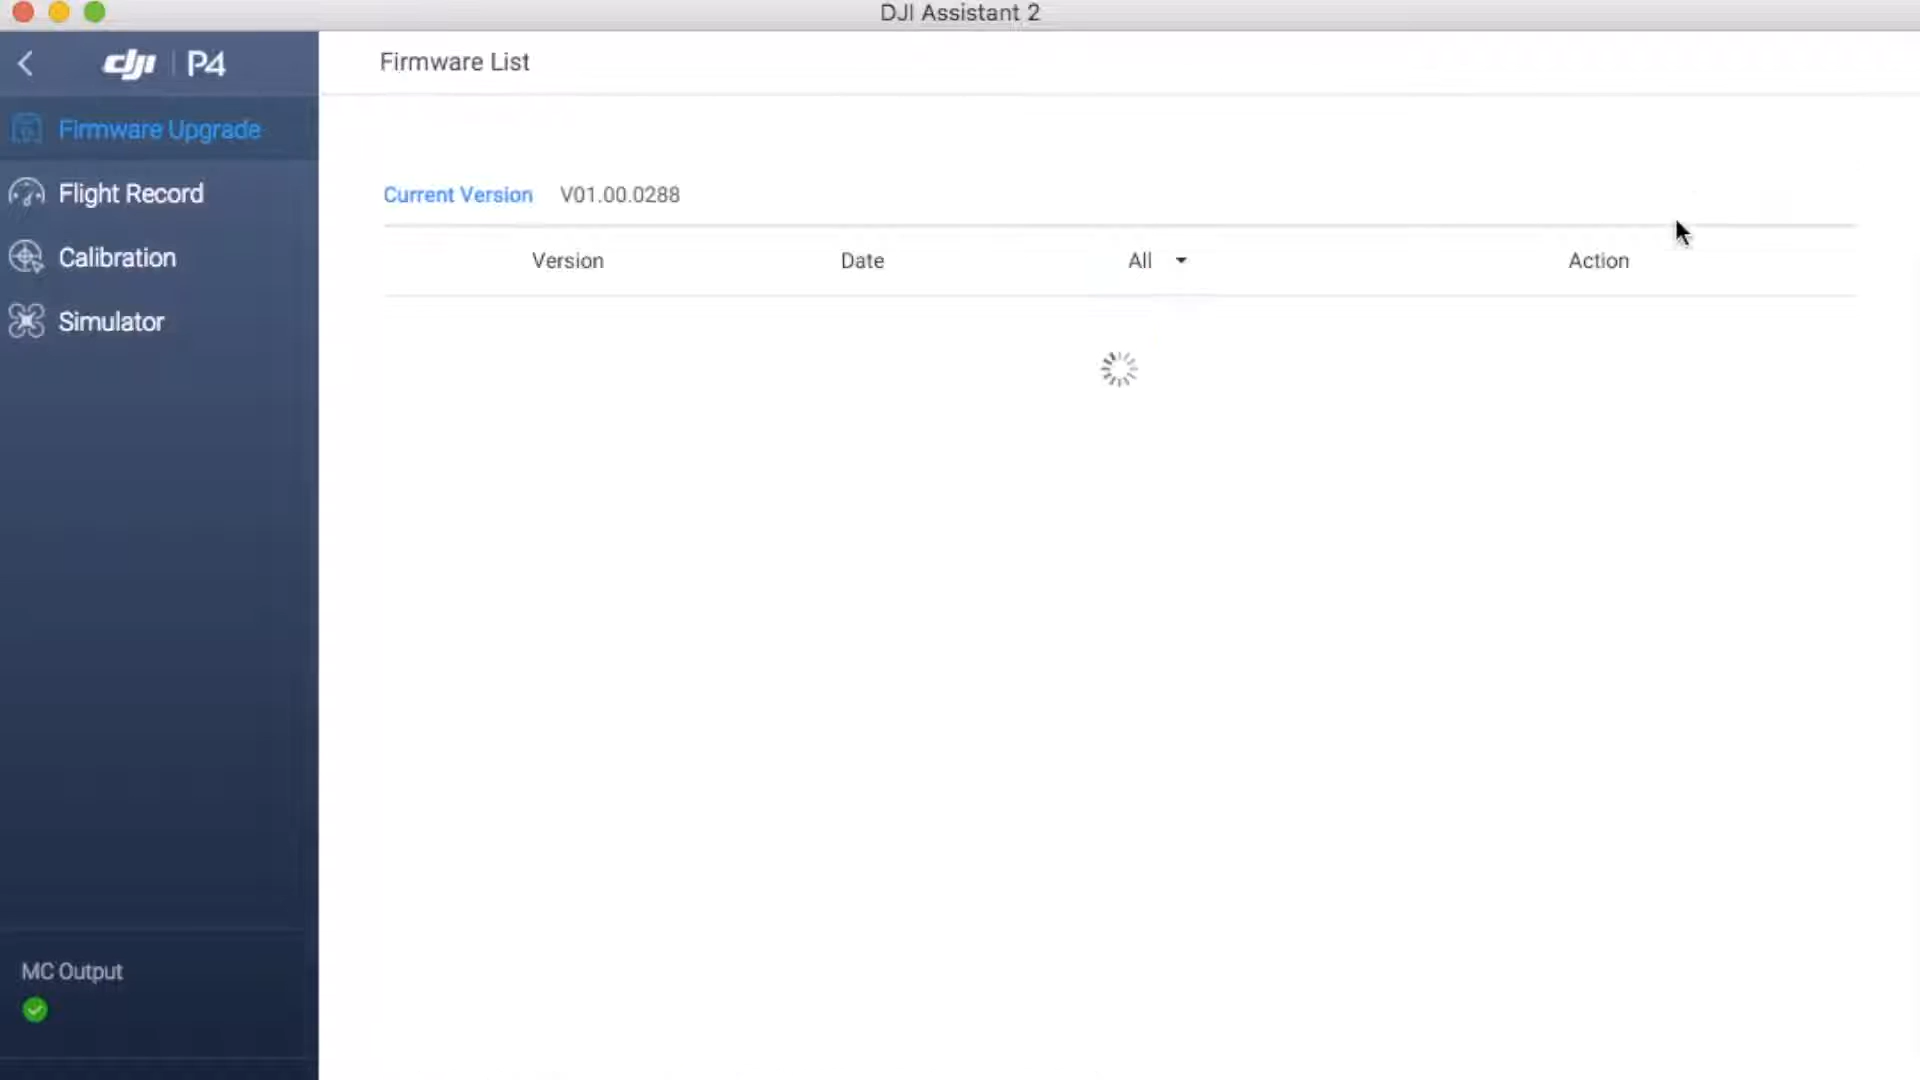 DJI Assistant 2
dji P4
Firmware List
Firmware Upgrade
Flight Record
Calibration
Simulator
Current Version V01.00.0288
Version Date All Action
MC Output